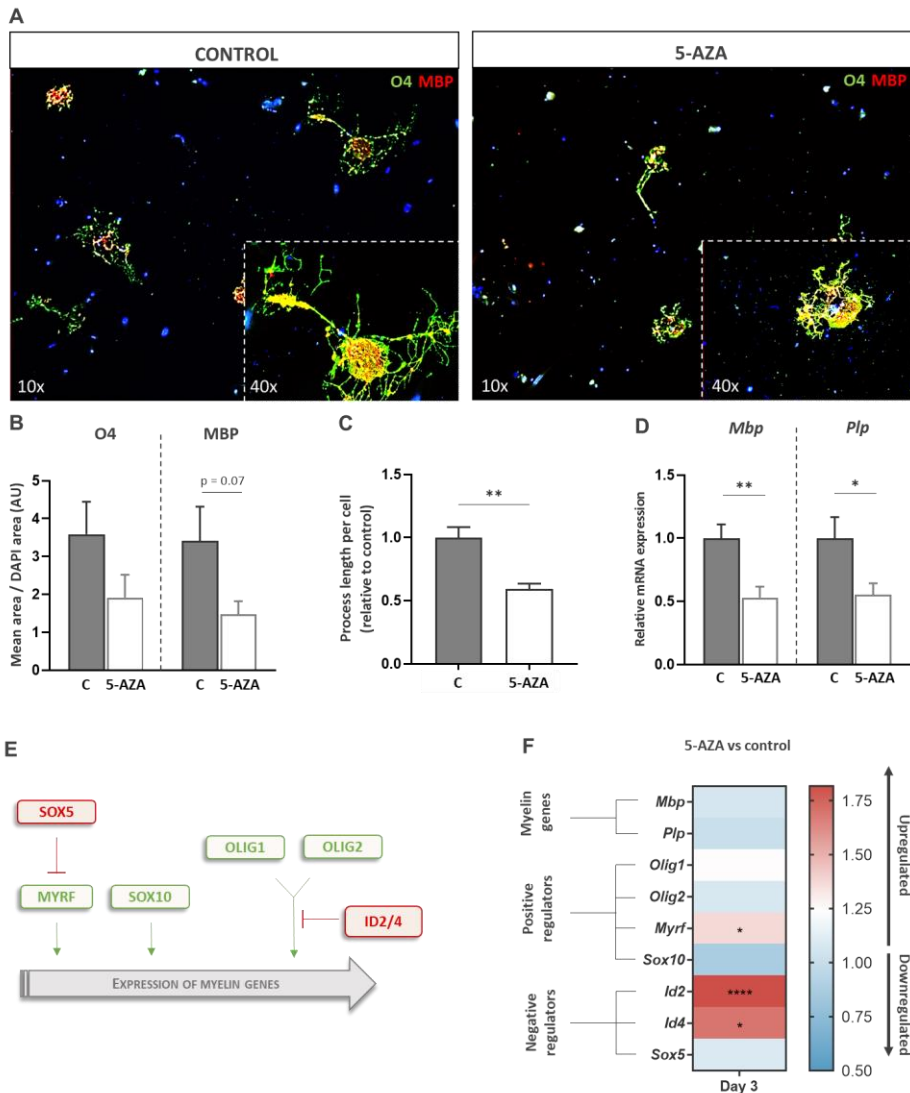 A
CONTROL
5-AZA
O4 MBP
O4 MBP
10x
40x
10x
40x
B
O4
MBP
p = 0.07
Mean area / DAPI area (AU)
5
4
3
2
1
0
C
5-AZA
C
5-AZA
C
**
Process length per cell
(relative to control)
1.5
1.0
0.5
0.0
C
5-AZA
D
Mbp
Plp
**
*
Relative mRNA expression
1.5
1.0
0.5
0.0
C
5-AZA
C
5-AZA
E
SOX5
OLIG1
OLIG2
MYRF
SOX10
ID2/4
EXPRESSION OF MYELIN GENES
F
5-AZA vs control
Myelin
genes
Mbp
Plp
Positive
regulators
Olig1
Olig2
Myrf
*
Sox10
Negative
regulators
Id2
****
Id4
*
Sox5
Day 3
1.75
1.50
1.25
1.00
0.75
0.50
Upregulated
Downregulated